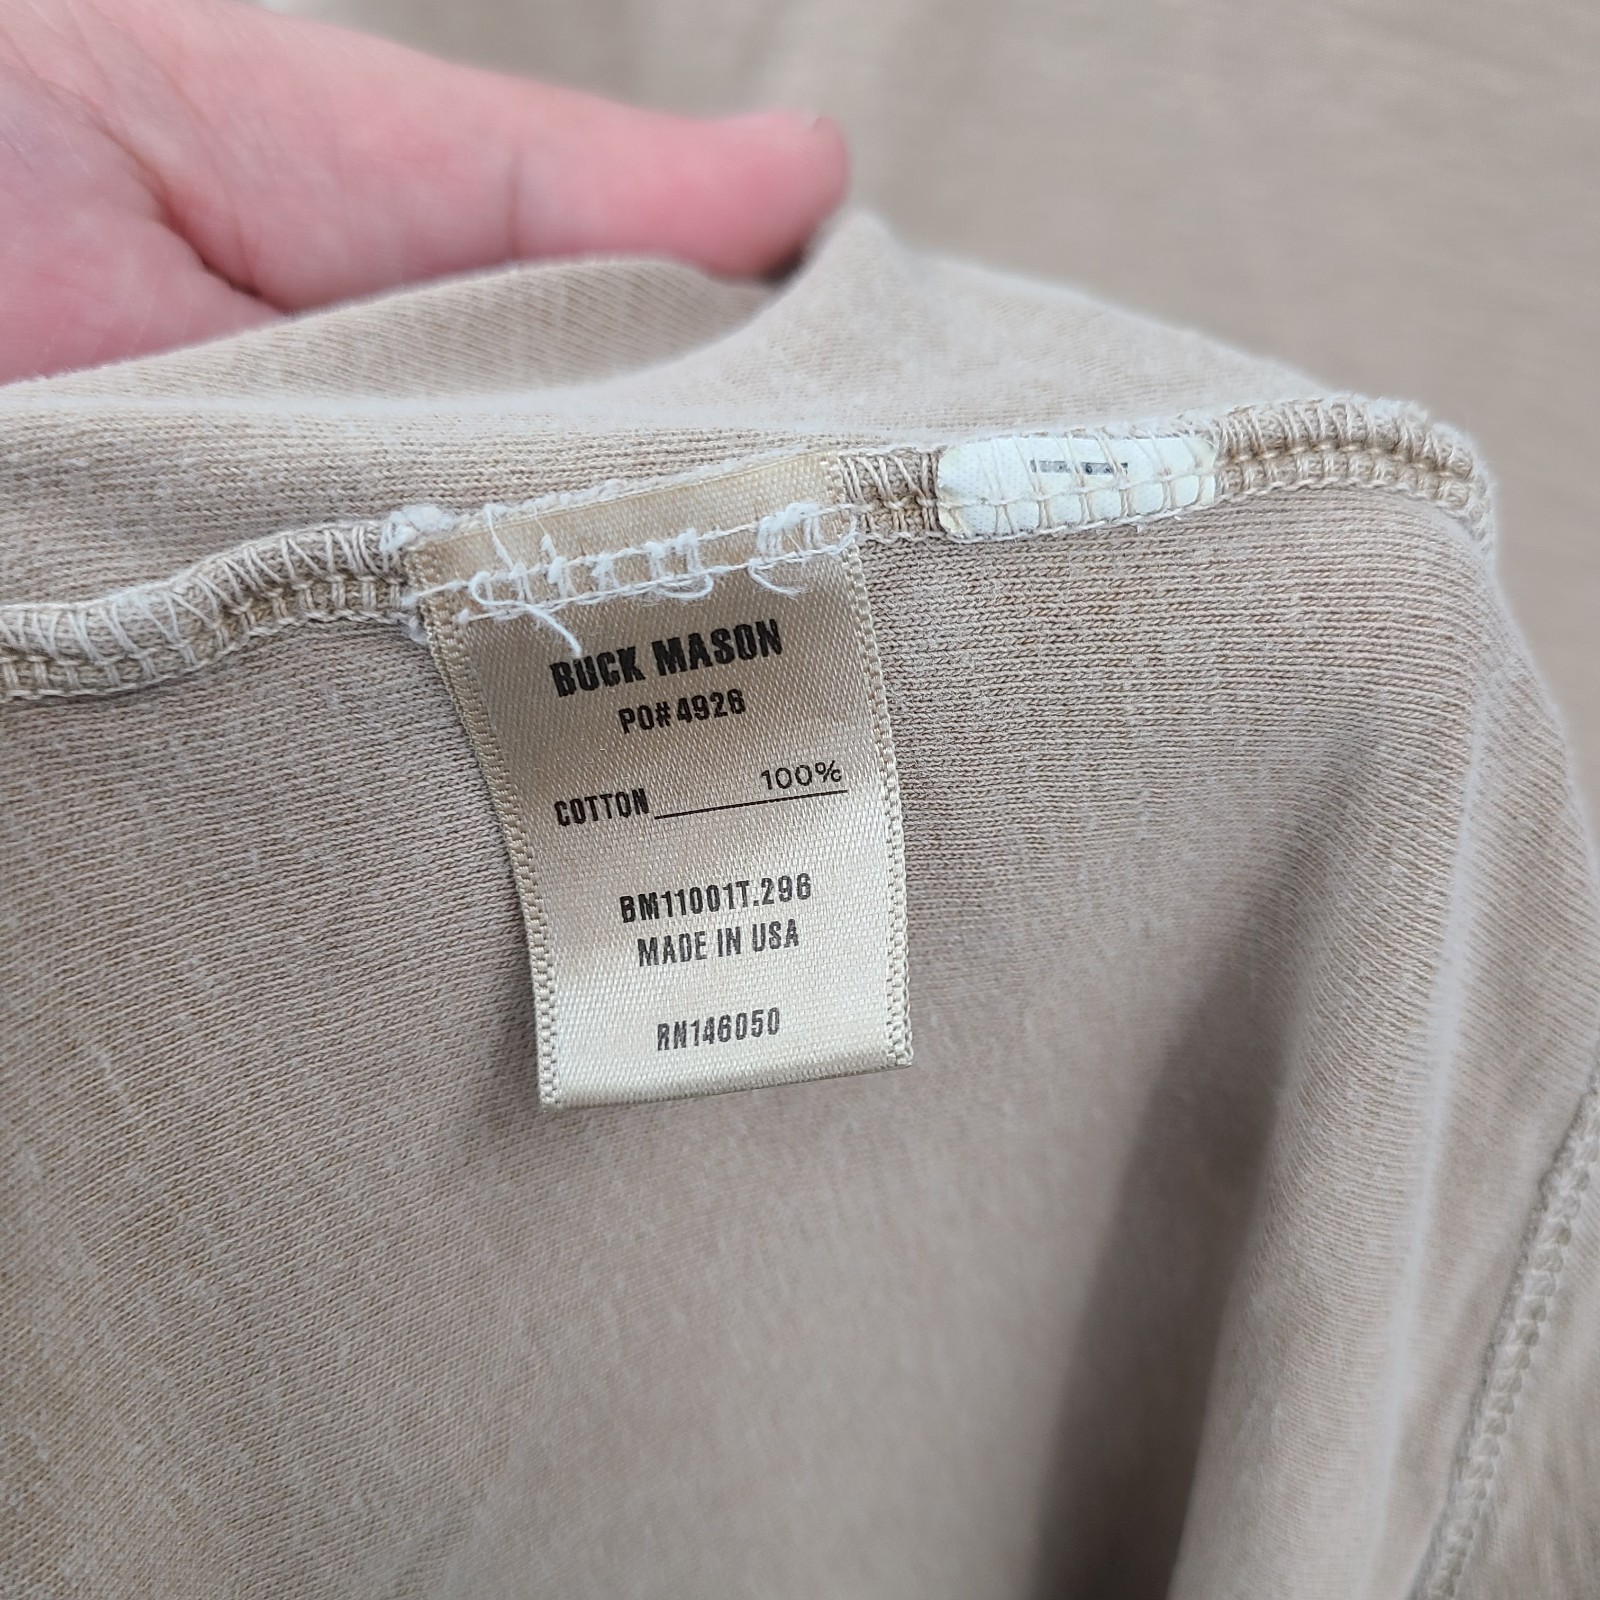 BUCK MASON
PO#4926
COTTON 100%
BM11001T.296
MADE IN USA
RN146050